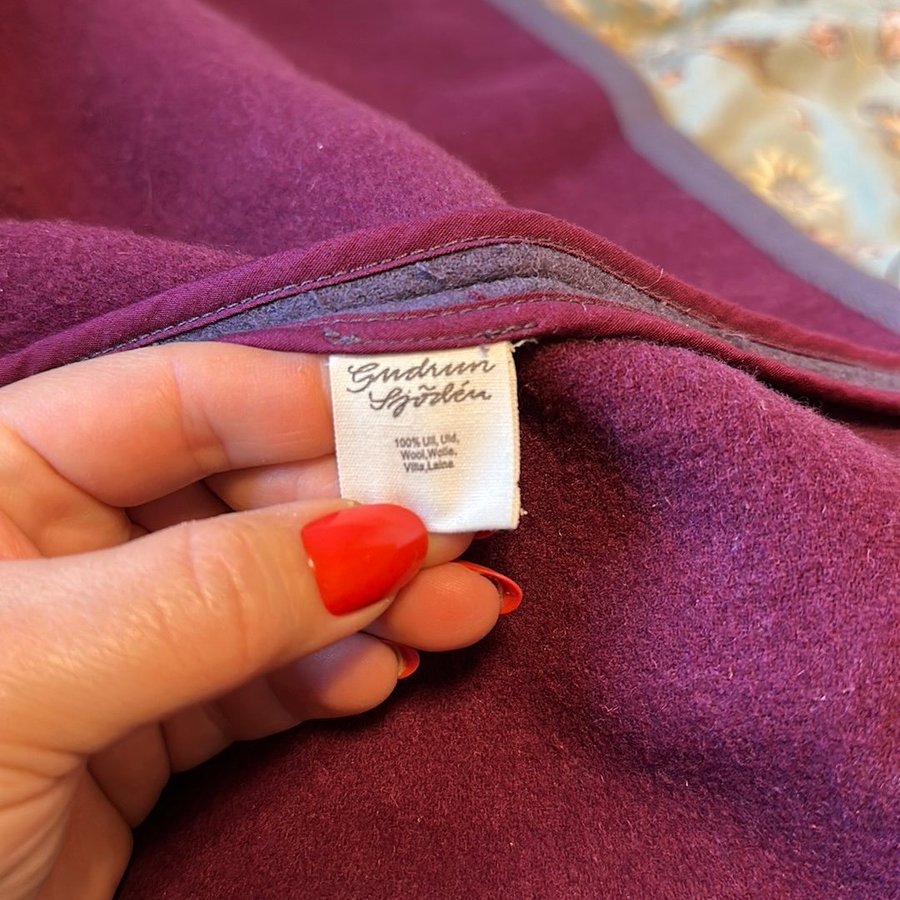 Gudrun
Sjödén
100% Ull, Uld,
Wool,Wolle,
Villa,Laine